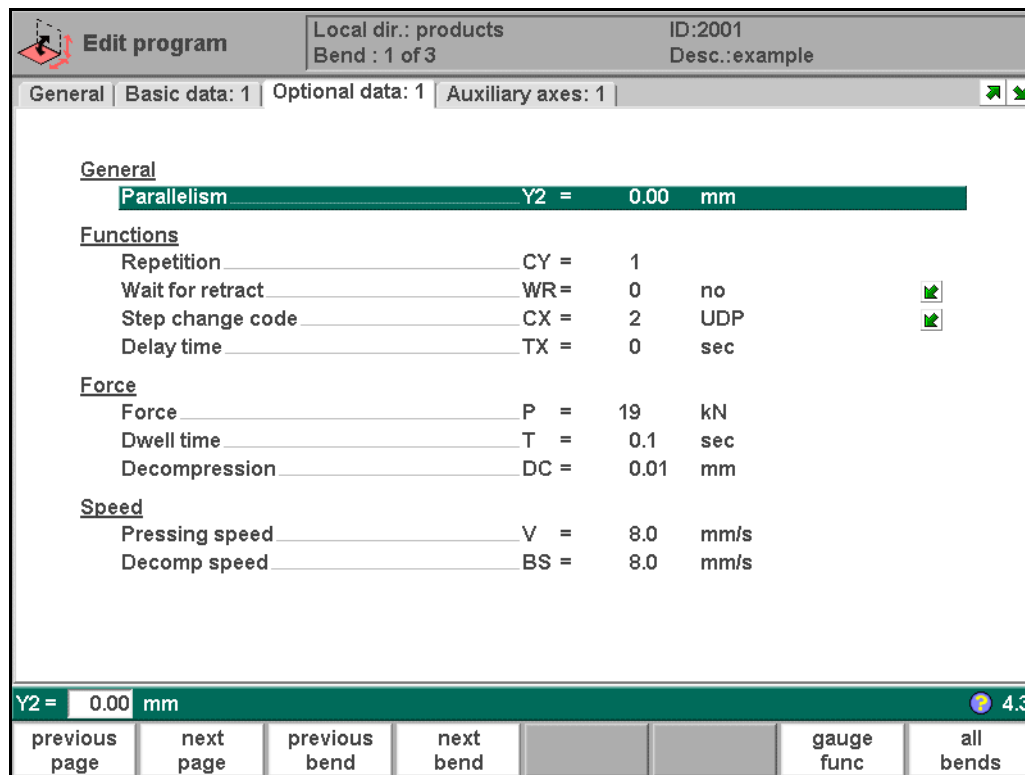 Edit program
Local dir.: products ID:2001
Bend : 1 of 3 Desc.:example
General | Basic data: 1 | Optional data: 1 | Auxiliary axes: 1 |
General
Parallelism Y2 = 0.00 mm
Functions
Repetition CY = 1
Wait for retract WR= 0 no
Step change code CX = 2 UDP
Delay time TX = 0 sec
Force
Force P = 19 kN
Dwell time T = 0.1 sec
Decompression DC = 0.01 mm
Speed
Pressing speed V = 8.0 mm/s
Decomp speed BS = 8.0 mm/s
Y2 = 0.00 mm ? 4.3
previous page next page previous bend next bend gauge func all bends